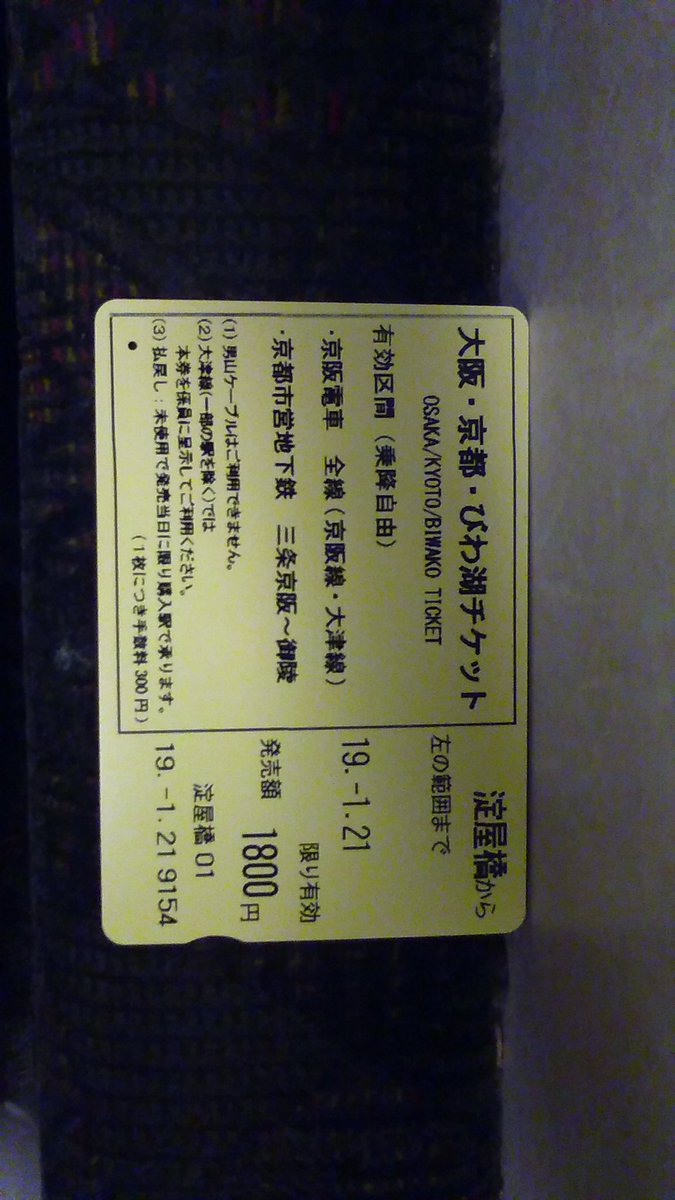 大阪・京都・びわ湖チケット
OSAKA/KYOTO/BIWAKO TICKET
有効区間（乗降自由）
・京阪電車　全線（京阪線・大津線）
・京都市営地下鉄　三条京阪～御陵
(1) 男山ケーブルはご利用できません。
(2) 大津線(一部の駅を除く)では
本券を係員に呈示してご利用ください。
(3) 払戻し：未使用で発売当日に限り購入駅で承ります。
（1枚につき手数料300円）
淀屋橋から
左の範囲まで
19.-1.21
限り有効
発売額　1800円
淀屋橋01
19.-1.21 9154